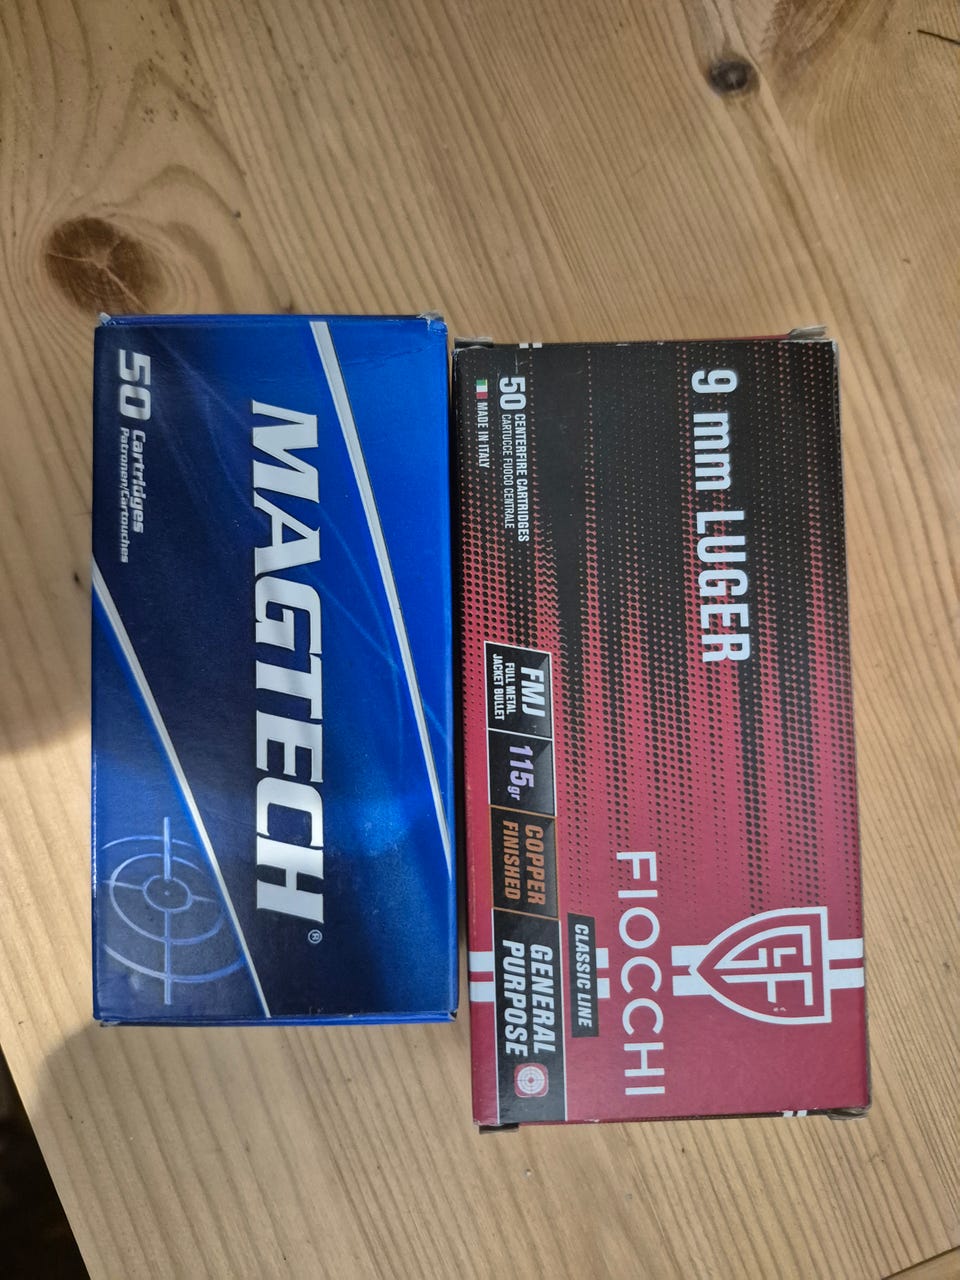 MAGTECH®
50 Cartridges
Patronen/Cartouches
9 mm LUGER
50 CENTERFIRE CARTRIDGES
CARTUCCE FUOCO CENTRALE
MADE IN ITALY
FMJ
FULL METAL
JACKET BULLET
115gr
COPPER
FINISHED
GENERAL
PURPOSE
CLASSIC LINE
FIOCCHI
GFL